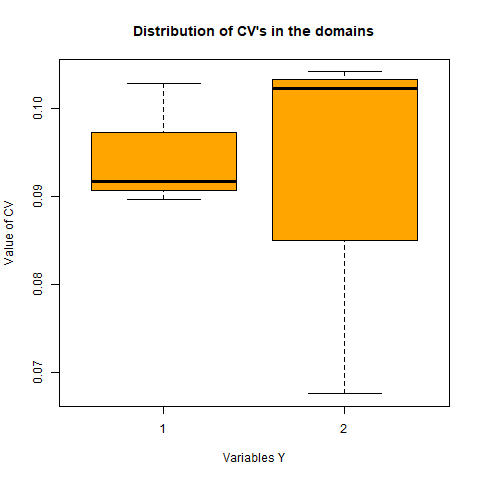 Distribution of CV's in the domains
Value of CV
0.10
0.09
0.08
0.07
1 2
Variables Y